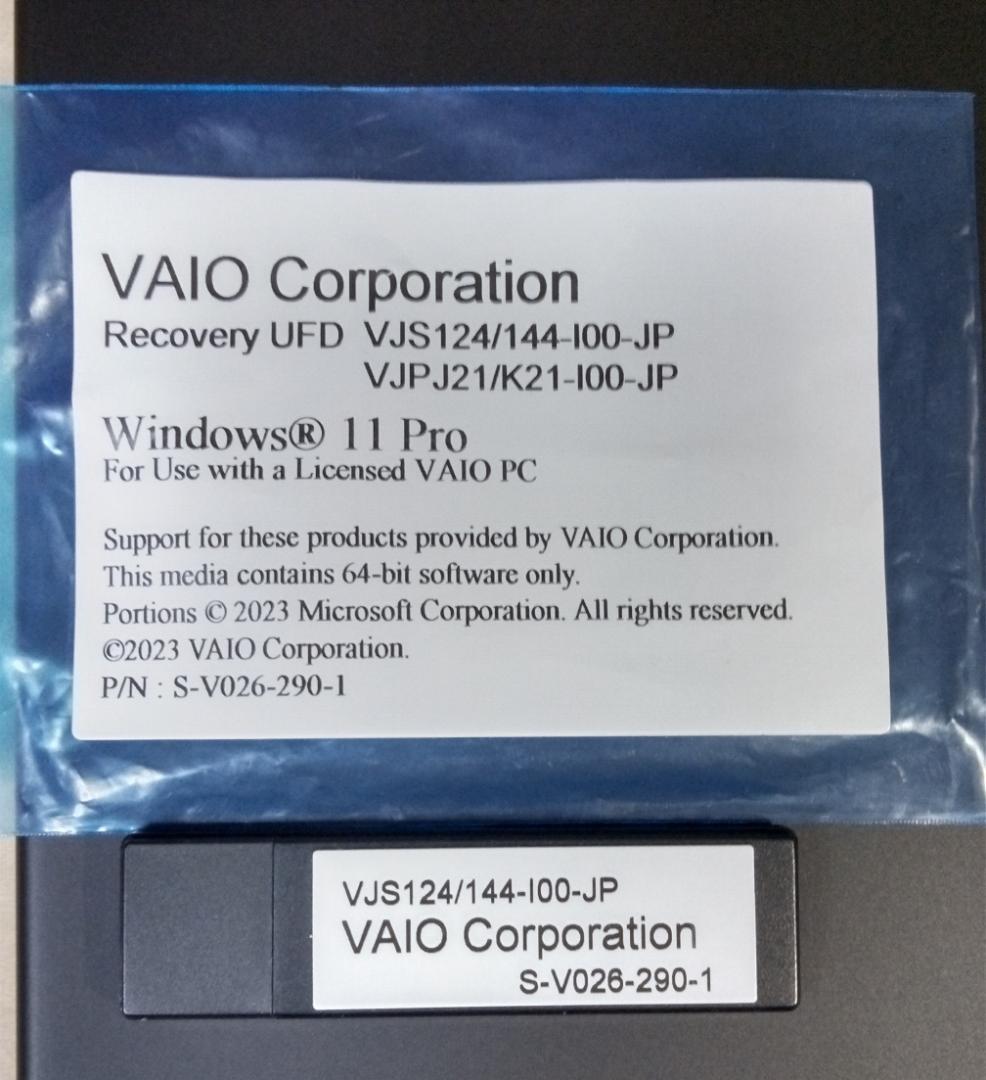 VAIO Corporation
Recovery UFD VJS124/144-I00-JP
VJPJ21/K21-I00-JP
Windows® 11 Pro
For Use with a Licensed VAIO PC
Support for these products provided by VAIO Corporation.
This media contains 64-bit software only.
Portions © 2023 Microsoft Corporation. All rights reserved.
©2023 VAIO Corporation.
P/N : S-V026-290-1
VJS124/144-I00-JP
VAIO Corporation
S-V026-290-1